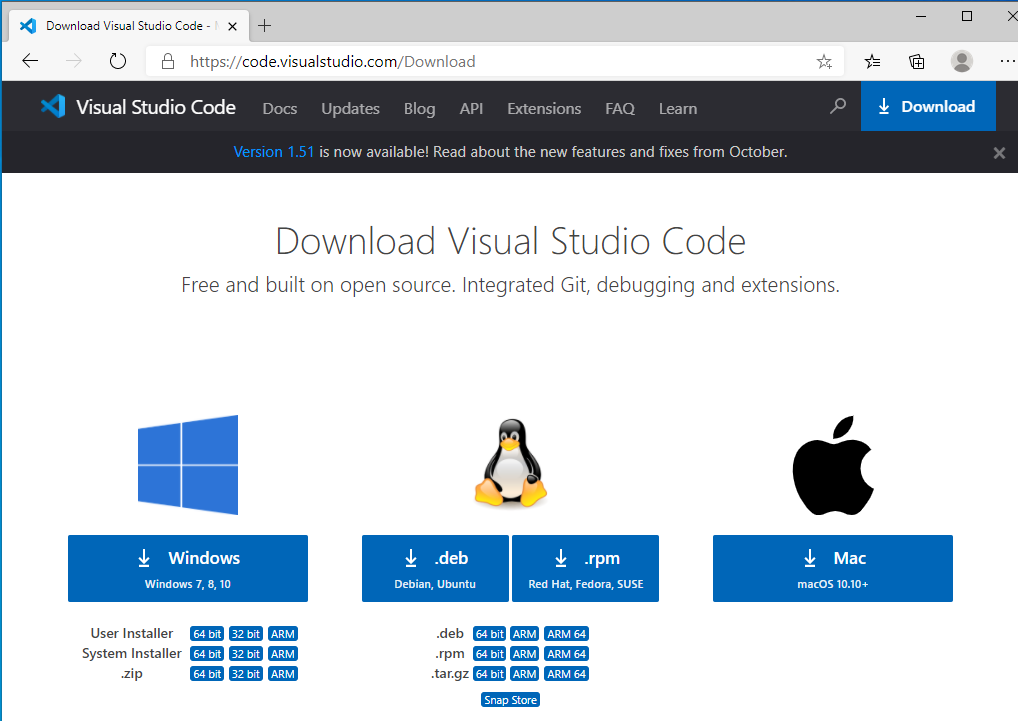 Download Visual Studio Code -
https://code.visualstudio.com/Download
Visual Studio Code Docs Updates Blog API Extensions FAQ Learn Download
Version 1.51 is now available! Read about the new features and fixes from October.
Download Visual Studio Code
Free and built on open source. Integrated Git, debugging and extensions.
Windows
Windows 7, 8, 10
.deb
Debian, Ubuntu
.rpm
Red Hat, Fedora, SUSE
Mac
macOS 10.10+
User Installer 64 bit 32 bit ARM
System Installer 64 bit 32 bit ARM
.zip 64 bit 32 bit ARM
.deb 64 bit ARM ARM 64
.rpm 64 bit ARM ARM 64
.tar.gz 64 bit ARM ARM 64
Snap Store